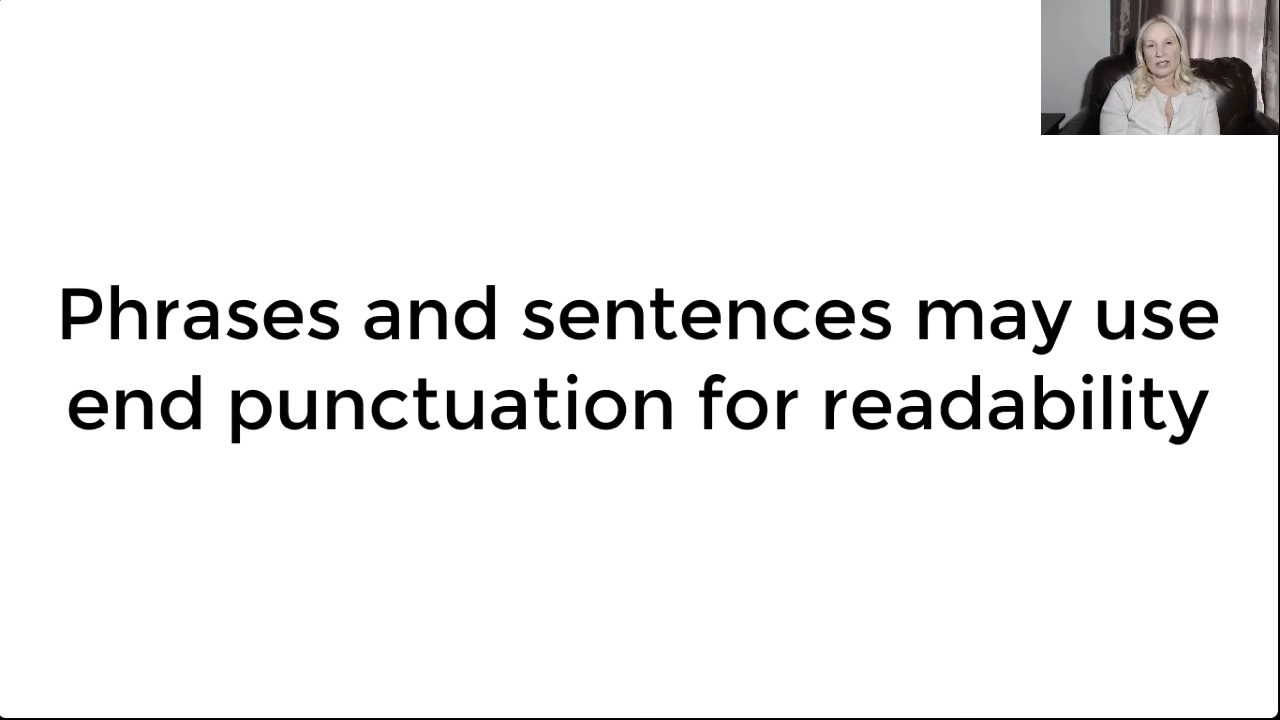 Phrases and sentences may use
end punctuation for readability